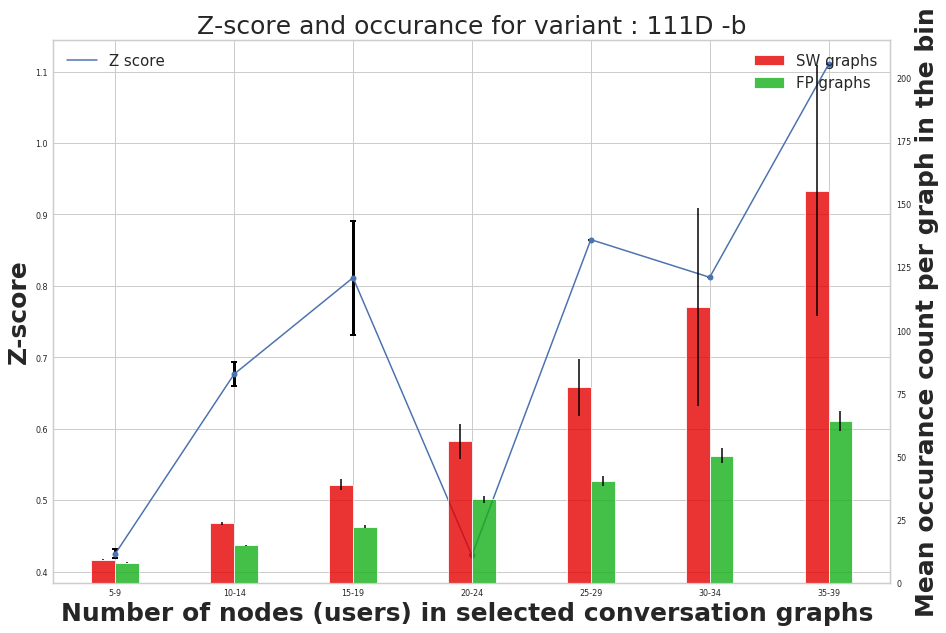 Z-score and occurance for variant : 111D -b
Z score
SW graphs
FP graphs
Z-score
1.1
1.0
0.9
0.8
0.7
0.6
0.5
0.4
200
175
150
125
100
75
50
25
0
Mean occurance count per graph in the bin
5-9 10-14 15-19 20-24 25-29 30-34 35-39
Number of nodes (users) in selected conversation graphs